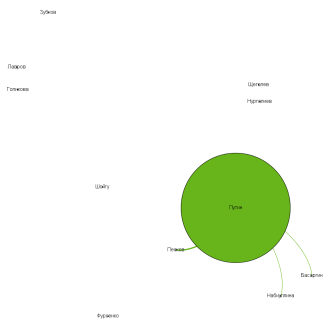 Зубков
Лавров
Голикова
Щеголев
Нургалиев
Шойгу
Путин
Песков
Басаргин
Набиуллина
Фурсенко